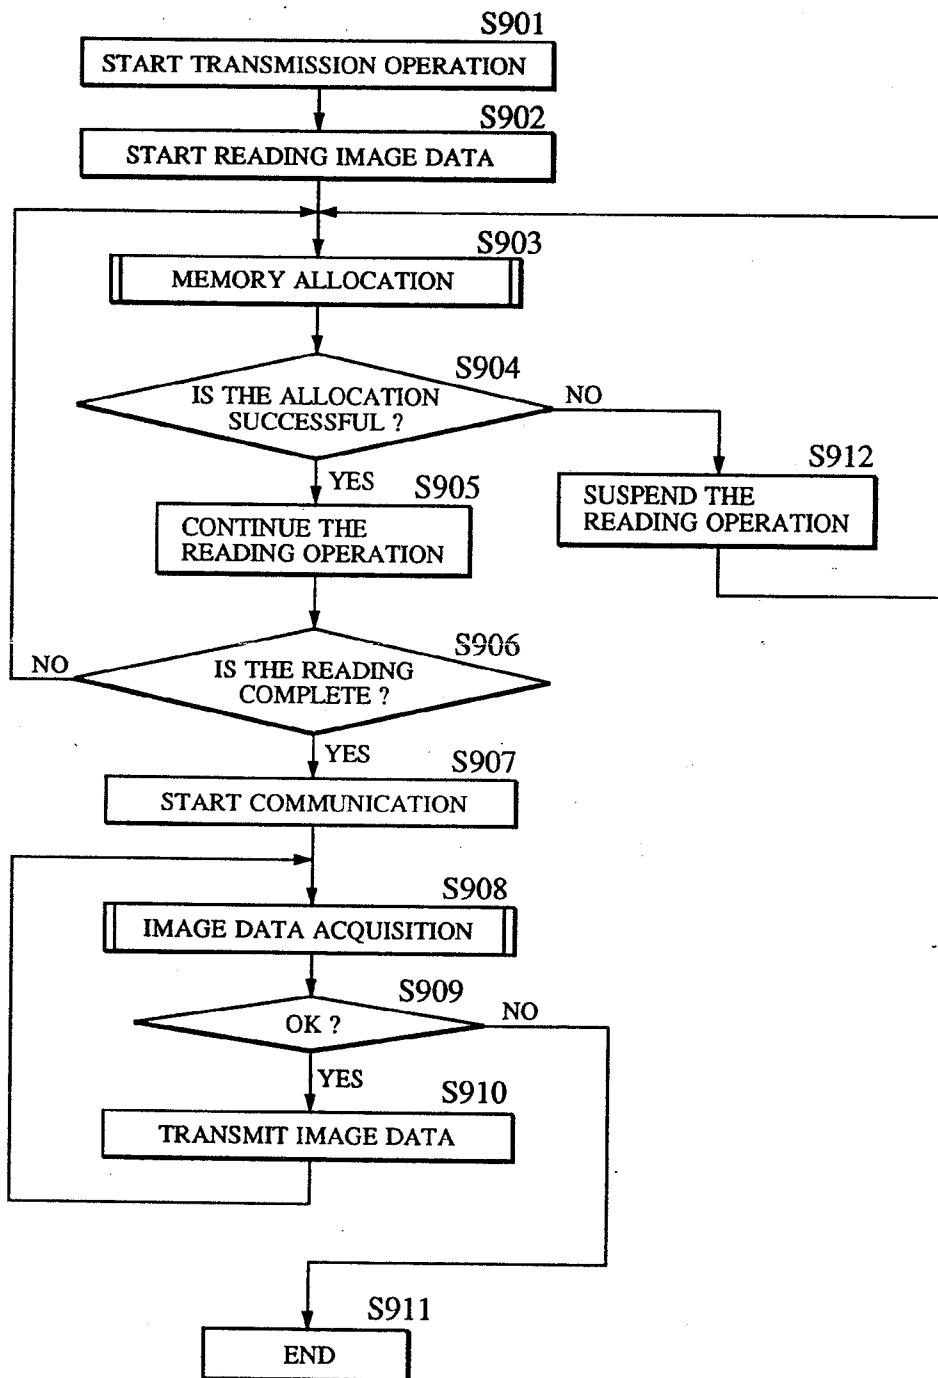 S901
START TRANSMISSION OPERATION
S902
START READING IMAGE DATA
S903
MEMORY ALLOCATION
S904
IS THE ALLOCATION
SUCCESSFUL ?
NO
YES
S912
SUSPEND THE
READING OPERATION
S905
CONTINUE THE
READING OPERATION
S906
IS THE READING
COMPLETE ?
NO
YES
S907
START COMMUNICATION
S908
IMAGE DATA ACQUISITION
S909
OK ?
NO
YES
S910
TRANSMIT IMAGE DATA
S911
END